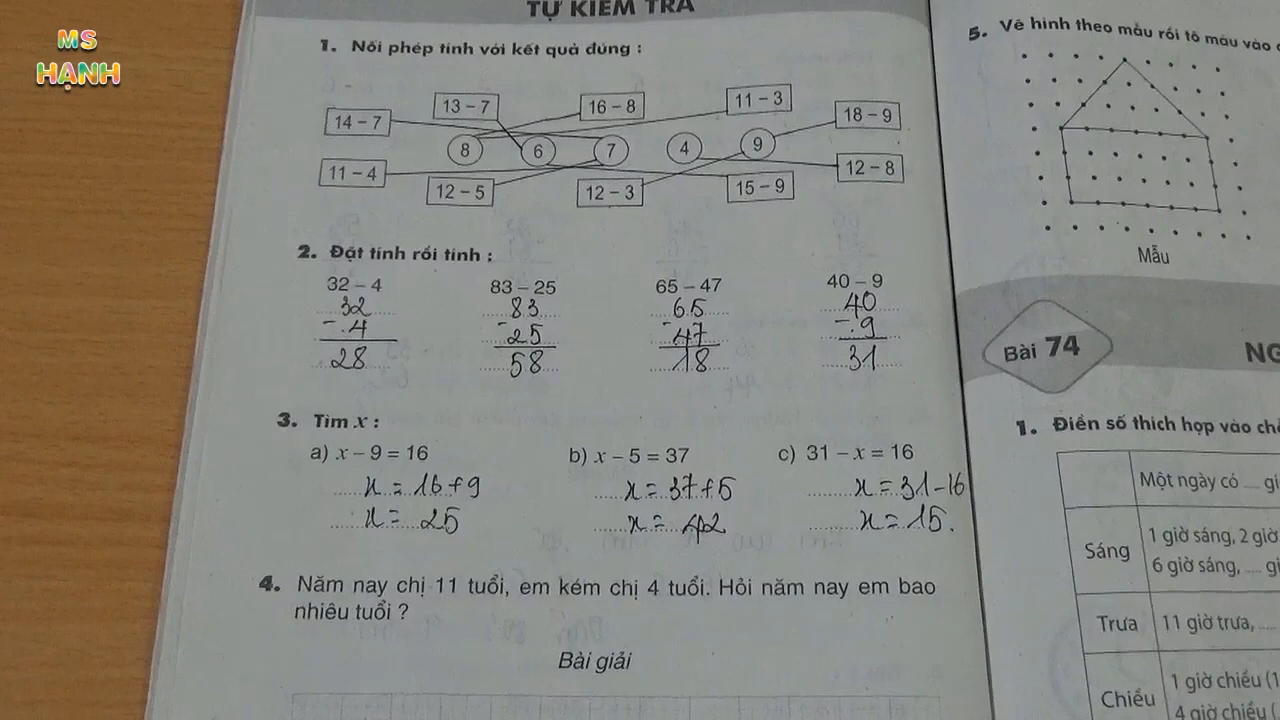 MS
HẠNH
TỰ KIỂM TRA
1. Nối phép tính với kết quả đúng :
14 – 7
13 – 7
16 – 8
11 – 3
18 – 9
8
6
7
4
9
11 – 4
12 – 5
12 – 3
15 – 9
12 – 8
2. Đặt tính rồi tính :
32 – 4
83 – 25
65 – 47
40 – 9
32
- 4
28
83
- 25
58
65
- 47
18
40
- 9
31
3. Tìm x :
a) x – 9 = 16
x = 16 + 9
x = 25
b) x – 5 = 37
x = 37 + 5
x = 42
c) 31 – x = 16
x = 31 - 16
x = 15.
4. Năm nay chị 11 tuổi, em kém chị 4 tuổi. Hỏi năm nay em bao
nhiêu tuổi ?
Bài giải
5. Vẽ hình theo mẫu rồi tô màu vào
Mẫu
Bài 74
NG
1. Điền số thích hợp vào
Một ngày có ....
Sáng
1 giờ sáng, 2 giờ
6 giờ sáng, ....
Trưa
11 giờ trưa, ....
Chiều
1 giờ chiều (1
4 giờ chiều (